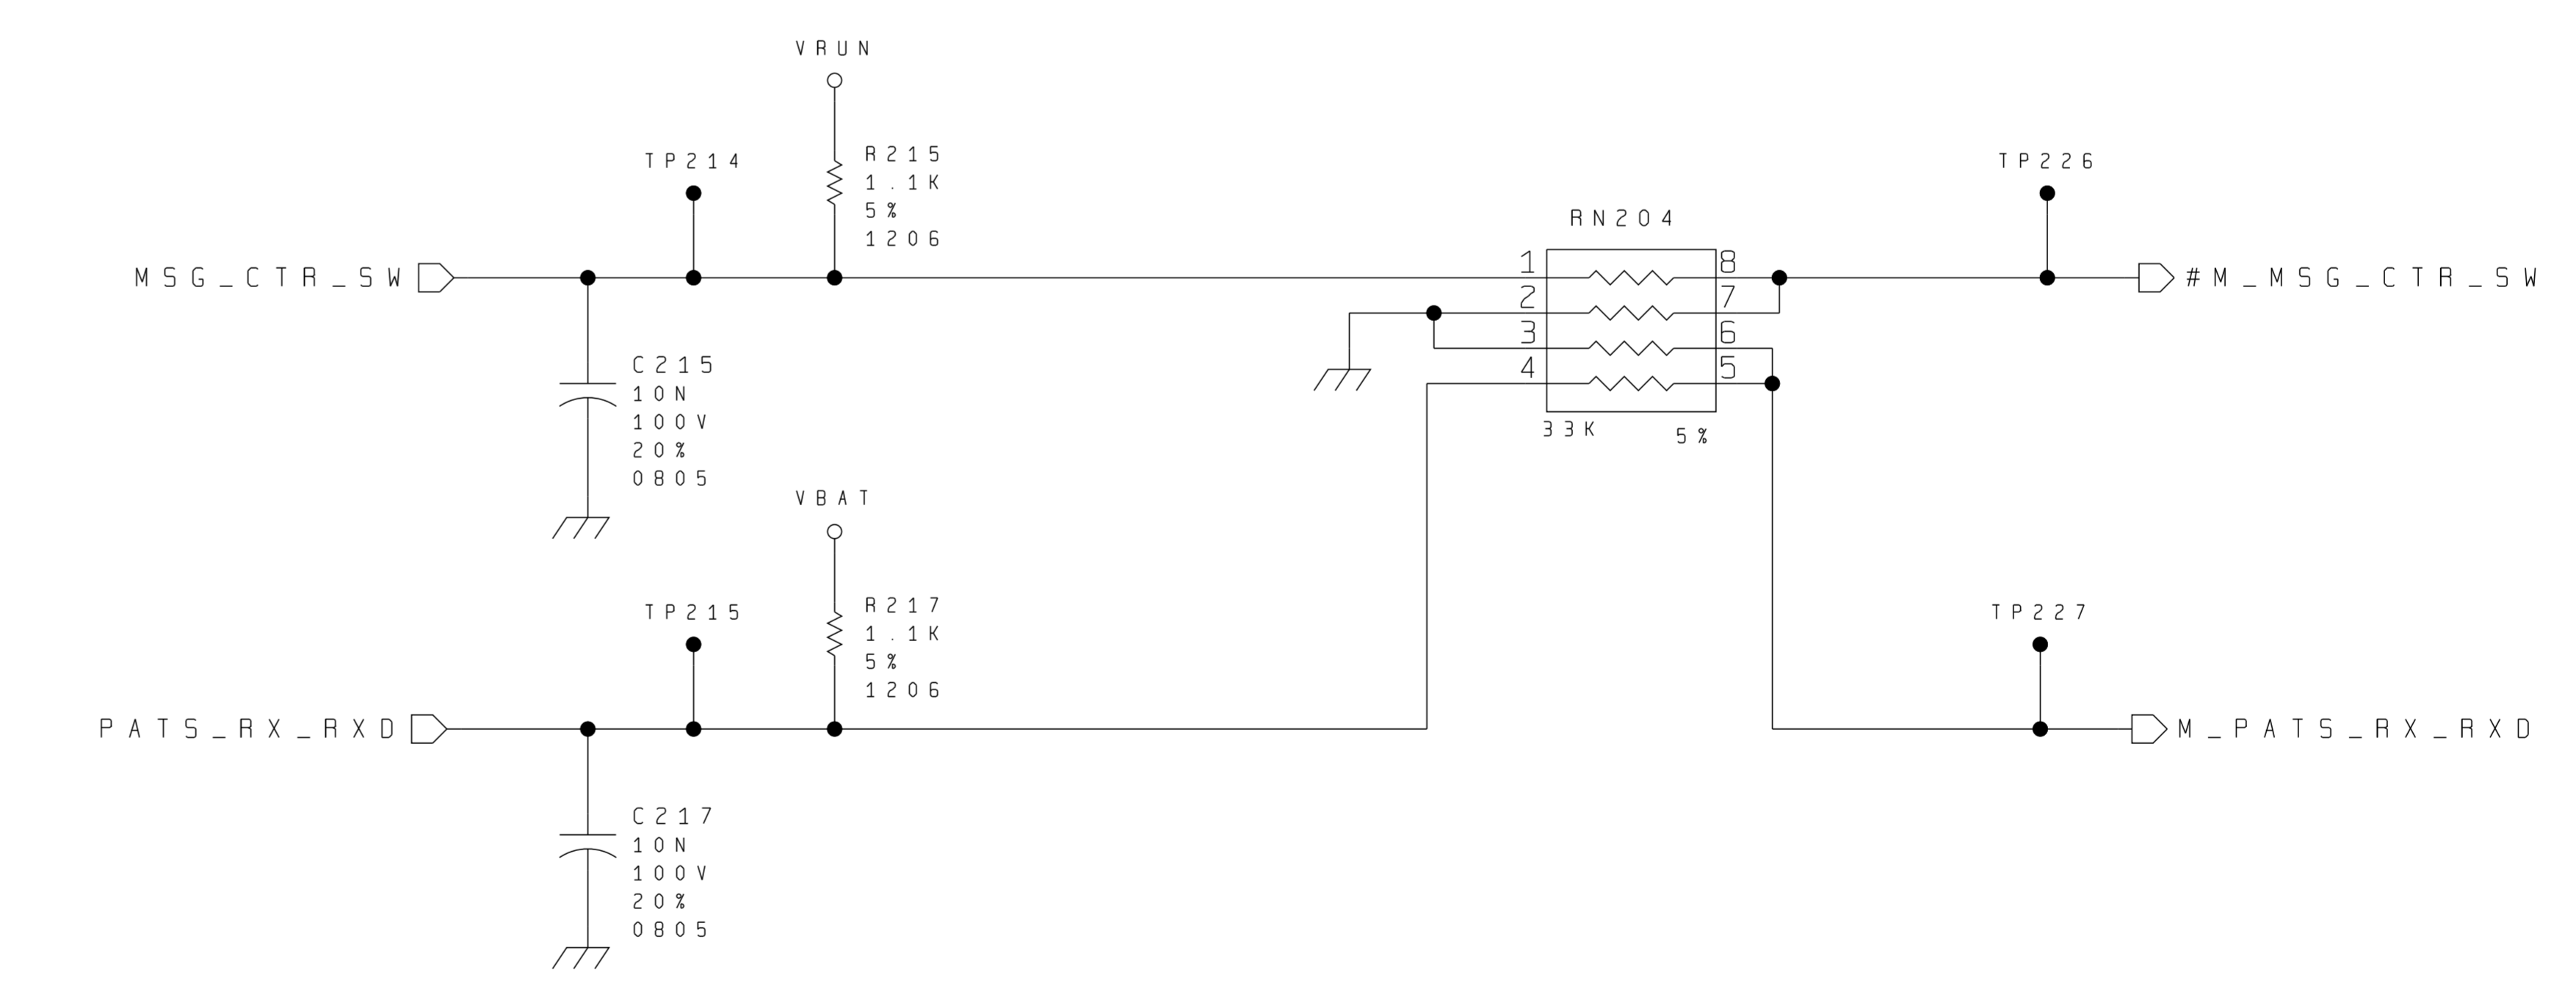 VRUN
TP214
R215
1.1K
5%
1206
TP226
RN204
MSG_CTR_SW
1
8
#M_MSG_CTR_SW
2
7
3
6
4
5
33K
5%
C215
10N
100V
20%
0805
VBAT
TP215
R217
1.1K
5%
1206
TP227
PATS_RX_RXD
M_PATS_RX_RXD
C217
10N
100V
20%
0805